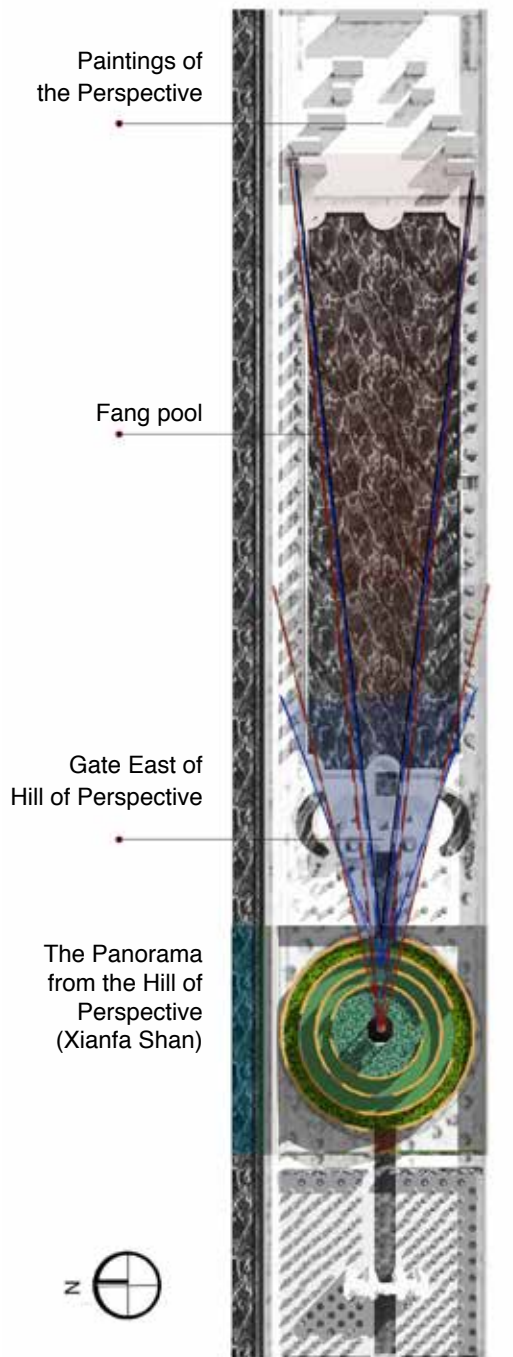 Paintings of
the Perspective
Fang pool
Gate East of
Hill of Perspective
The Panorama
from the Hill of
Perspective
(Xianfa Shan)
N